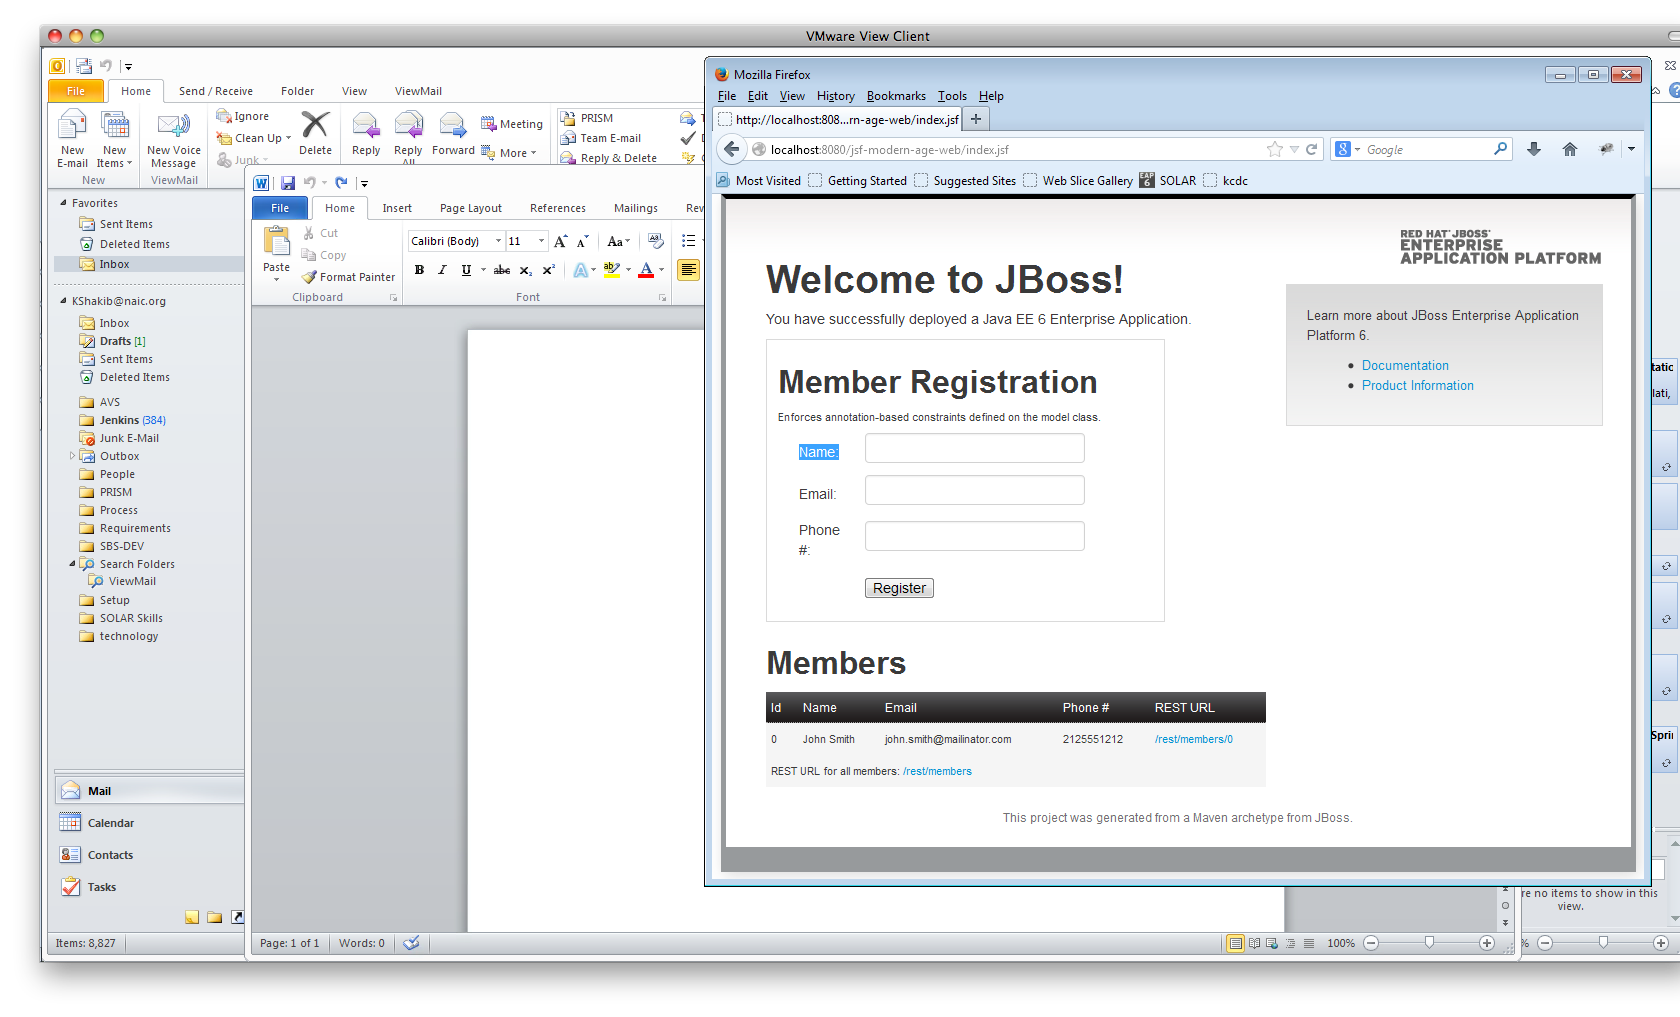 VMware View Client
File Home Send / Receive Folder View ViewMail
New E-mail
New Items
New
New Voice Message
ViewMail
Ignore
Clean Up
Junk
Delete
Reply
Reply All
Forward
Meeting
More
PRISM
Team E-mail
Reply & Delete
Favorites
Sent Items
Deleted Items
Inbox
KShakib@naic.org
Inbox
Drafts [1]
Sent Items
Deleted Items
AVS
Jenkins (384)
Junk E-Mail
Outbox
People
PRISM
Process
Requirements
SBS-DEV
Search Folders
ViewMail
Setup
SOLAR Skills
technology
Mail
Calendar
Contacts
Tasks
Items: 8,827
File Home Insert Page Layout References Mailings Rev
Paste
Cut
Copy
Format Painter
Clipboard
Calibri (Body) 11
Aa
B I U abc x₂ x²
Font
Page: 1 of 1 Words: 0
100%
Mozilla Firefox
File Edit View History Bookmarks Tools Help
http://localhost:808...rn-age-web/index.jsf
localhost:8080/jsf-modern-age-web/index.jsf
Google
Most Visited Getting Started Suggested Sites Web Slice Gallery EAP 6 SOLAR kcdc
RED HAT® JBOSS®
ENTERPRISE
APPLICATION PLATFORM
Welcome to JBoss!
You have successfully deployed a Java EE 6 Enterprise Application.
Learn more about JBoss Enterprise Application
Platform 6.
Documentation
Product Information
Member Registration
Enforces annotation-based constraints defined on the model class.
Name:
Email:
Phone
#:
Register
Members
Id Name Email Phone # REST URL
0 John Smith john.smith@mailinator.com 2125551212 /rest/members/0
REST URL for all members: /rest/members
This project was generated from a Maven archetype from JBoss.
tatic
lati,
Sprin
re no items to show in this
view.
%